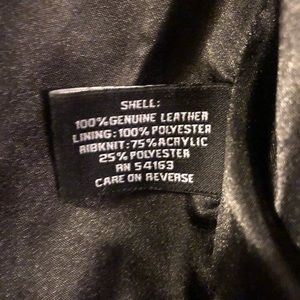 SHELL:
100%GENUINE LEATHER
LINING:100%POLYESTER
RIBKNIT:75%ACRYLIC
25%POLYESTER
RN 54163
CARE ON REVERSE